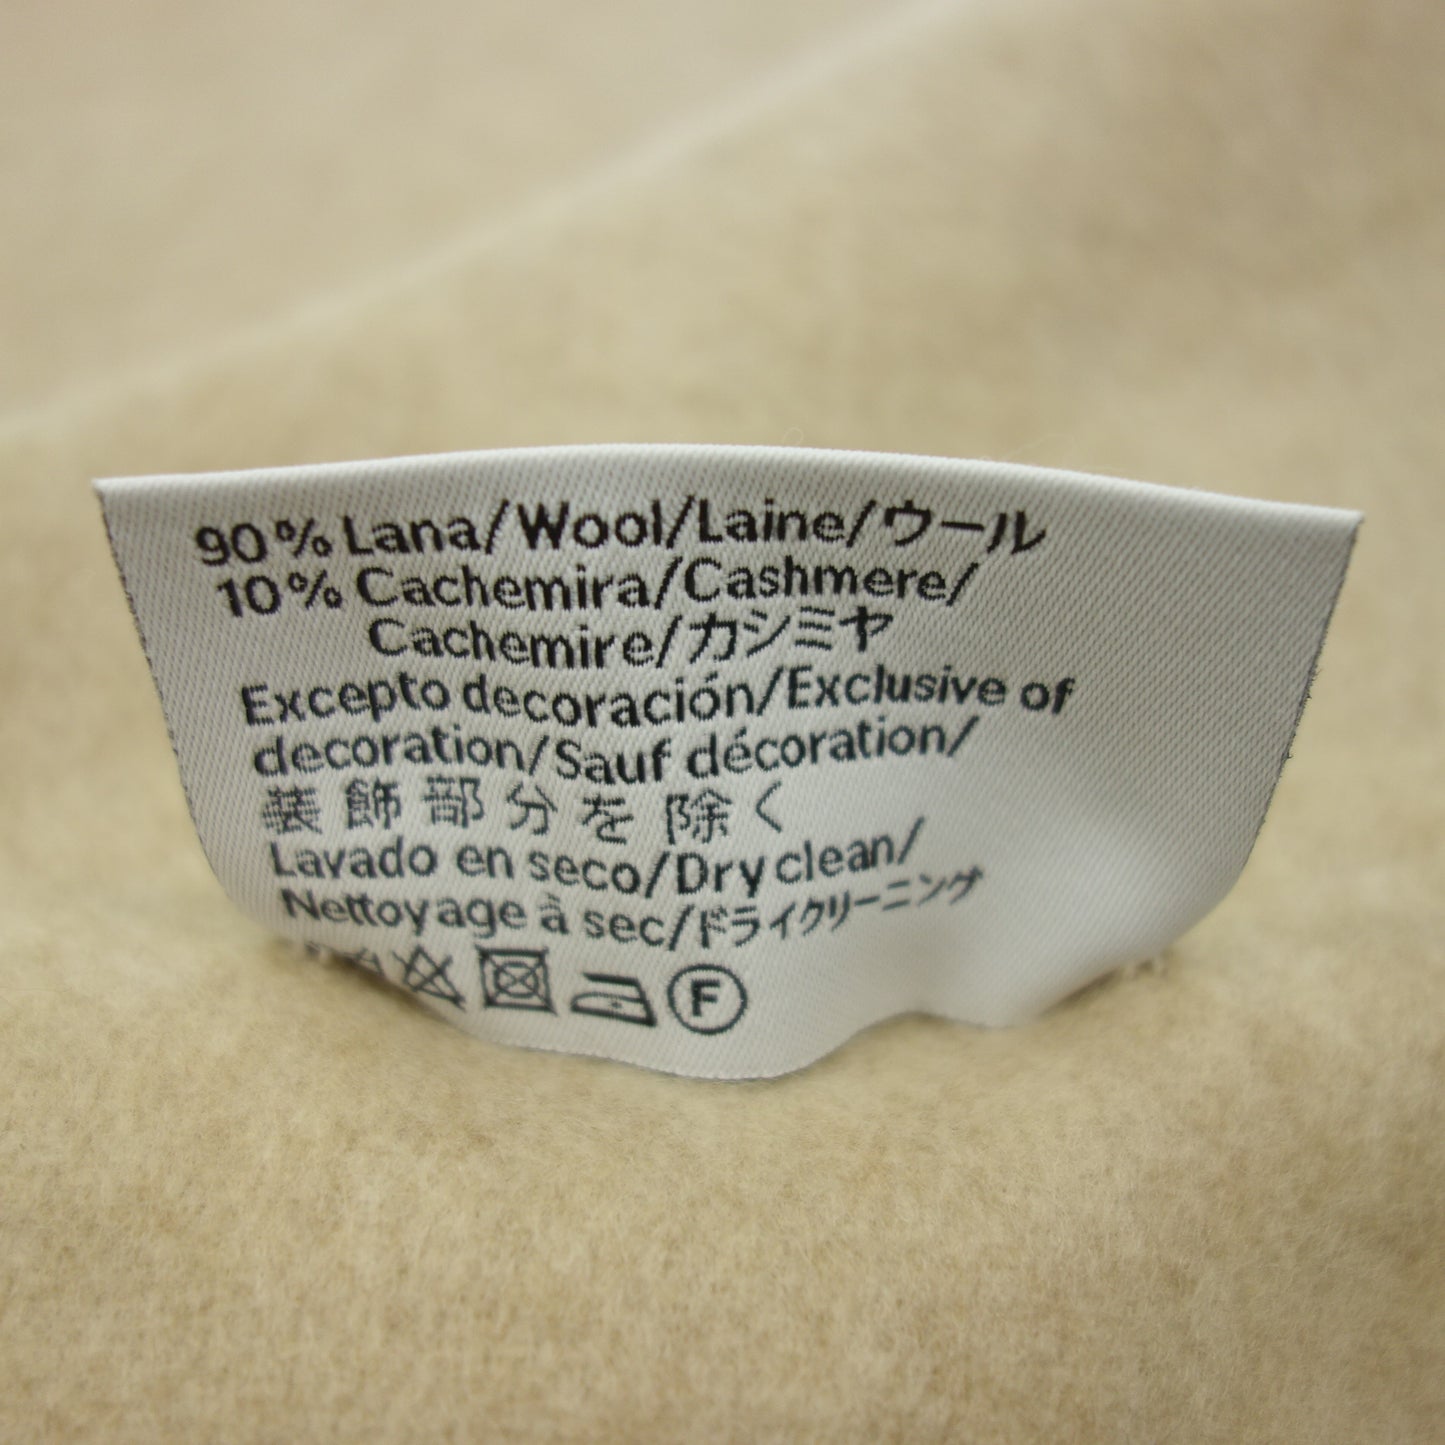 90% Lana/Wool/Laine/ウール
10% Cachemira/Cashmere/
Cachemire/カシミヤ
Excepto decoración/Exclusive of
decoration/Sauf décoration/
装飾部分を除く
Lavado en seco/Dry clean/
Nettoyage à sec/ドライクリーニング
F